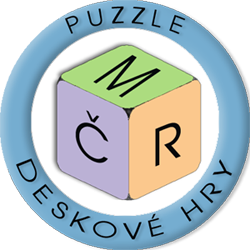 PUZZLE
M
Č R
DESKOVÉ HRY